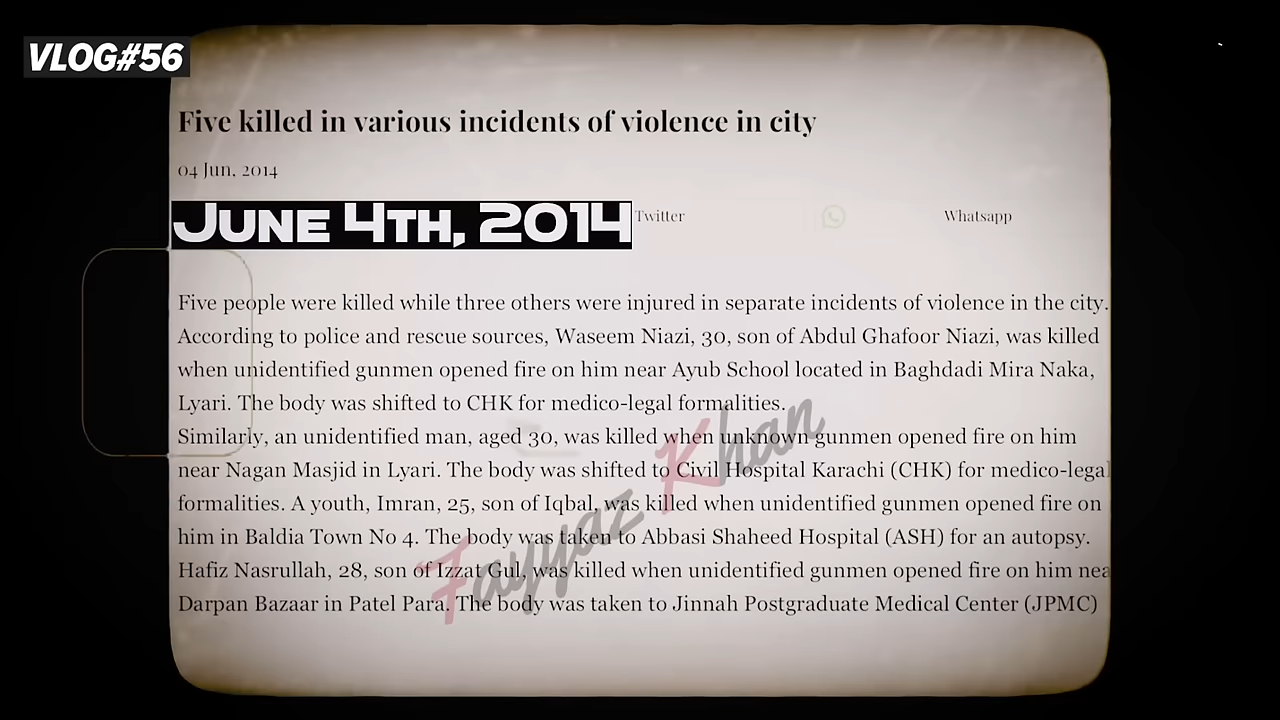 VLOG#56
Five killed in various incidents of violence in city
04 Jun, 2014
June 4th, 2014 Twitter Whatsapp
Five people were killed while three others were injured in separate incidents of violence in the city.
According to police and rescue sources, Waseem Niazi, 30, son of Abdul Ghafoor Niazi, was killed
when unidentified gunmen opened fire on him near Ayub School located in Baghdadi Mira Naka,
Lyari. The body was shifted to CHK for medico-legal formalities.
Similarly, an unidentified man, aged 30, was killed when unknown gunmen opened fire on him
near Nagan Masjid in Lyari. The body was shifted to Civil Hospital Karachi (CHK) for medico-legal
formalities. A youth, Imran, 25, son of Iqbal, was killed when unidentified gunmen opened fire on
him in Baldia Town No 4. The body was taken to Abbasi Shaheed Hospital (ASH) for an autopsy.
Hafiz Nasrullah, 28, son of Izzat Gul, was killed when unidentified gunmen opened fire on him nea
Darpan Bazaar in Patel Para. The body was taken to Jinnah Postgraduate Medical Center (JPMC)
Fayyaz Khan